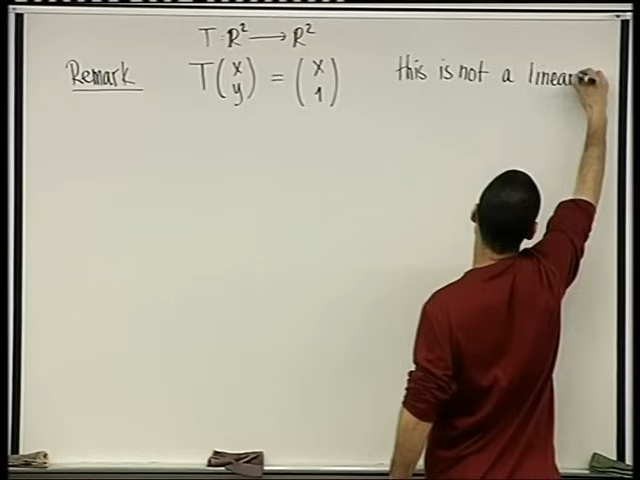 T: R² → R²
Remark T(x y) = (x 1) this is not a linear